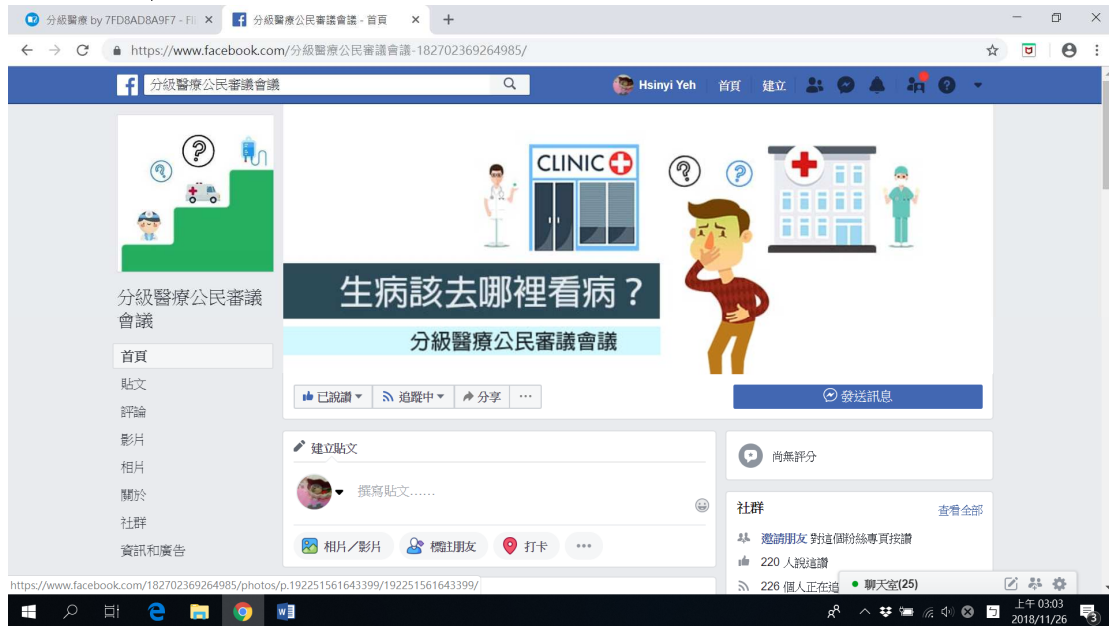 分級醫療 by 7FD8AD8A9F7 - Fli
分級醫療公民審議會議 - 首頁
https://www.facebook.com/分級醫療公民審議會議-182702369264985/
分級醫療公民審議會議
Hsinyi Yeh
首頁
建立
CLINIC
生病該去哪裡看病？
分級醫療公民審議會議
分級醫療公民審議
會議
首頁
貼文
評論
影片
相片
關於
社群
資訊和廣告
已說讚
追蹤中
分享
發送訊息
建立貼文
撰寫貼文……
相片／影片
標註朋友
打卡
尚無評分
社群
查看全部
邀請朋友 對這個粉絲專頁按讚
220 人說這讚
226 個人正在追
聊天室(25)
https://www.facebook.com/182702369264985/photos/p.192251561643399/192251561643399/
上午 03:03
2018/11/26
3